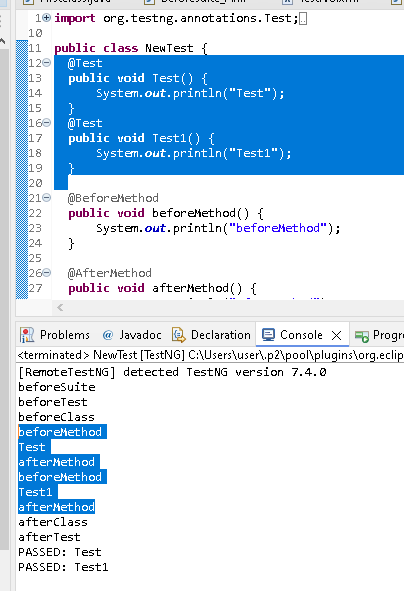 1 import org.testng.annotations.Test;
10
11 public class NewTest {
12 @Test
13 public void Test() {
14 System.out.println("Test");
15 }
16 @Test
17 public void Test1() {
18 System.out.println("Test1");
19 }
20
21 @BeforeMethod
22 public void beforeMethod() {
23 System.out.println("beforeMethod");
24 }
25
26 @AfterMethod
27 public void afterMethod() {
Problems @ Javadoc Declaration Console Progre
<terminated> NewTest [TestNG] C:\Users\user\.p2\pool\plugins\org.eclip
[RemoteTestNG] detected TestNG version 7.4.0
beforeSuite
beforeTest
beforeClass
beforeMethod
Test
afterMethod
beforeMethod
Test1
afterMethod
afterClass
afterTest
PASSED: Test
PASSED: Test1